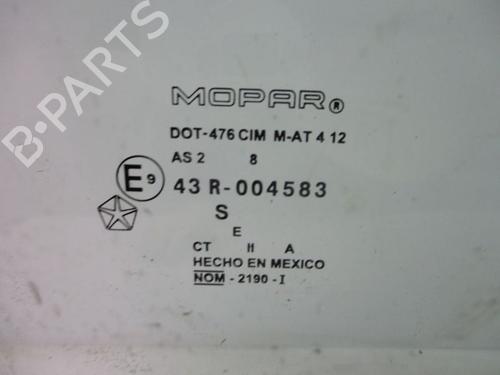 MOPAR®
DOT-476 CIM M-AT 4 12
AS 2 8
E9 43 R-004583
S
E
CT II A
HECHO EN MEXICO
NOM - 2190 - I
B-PARTS